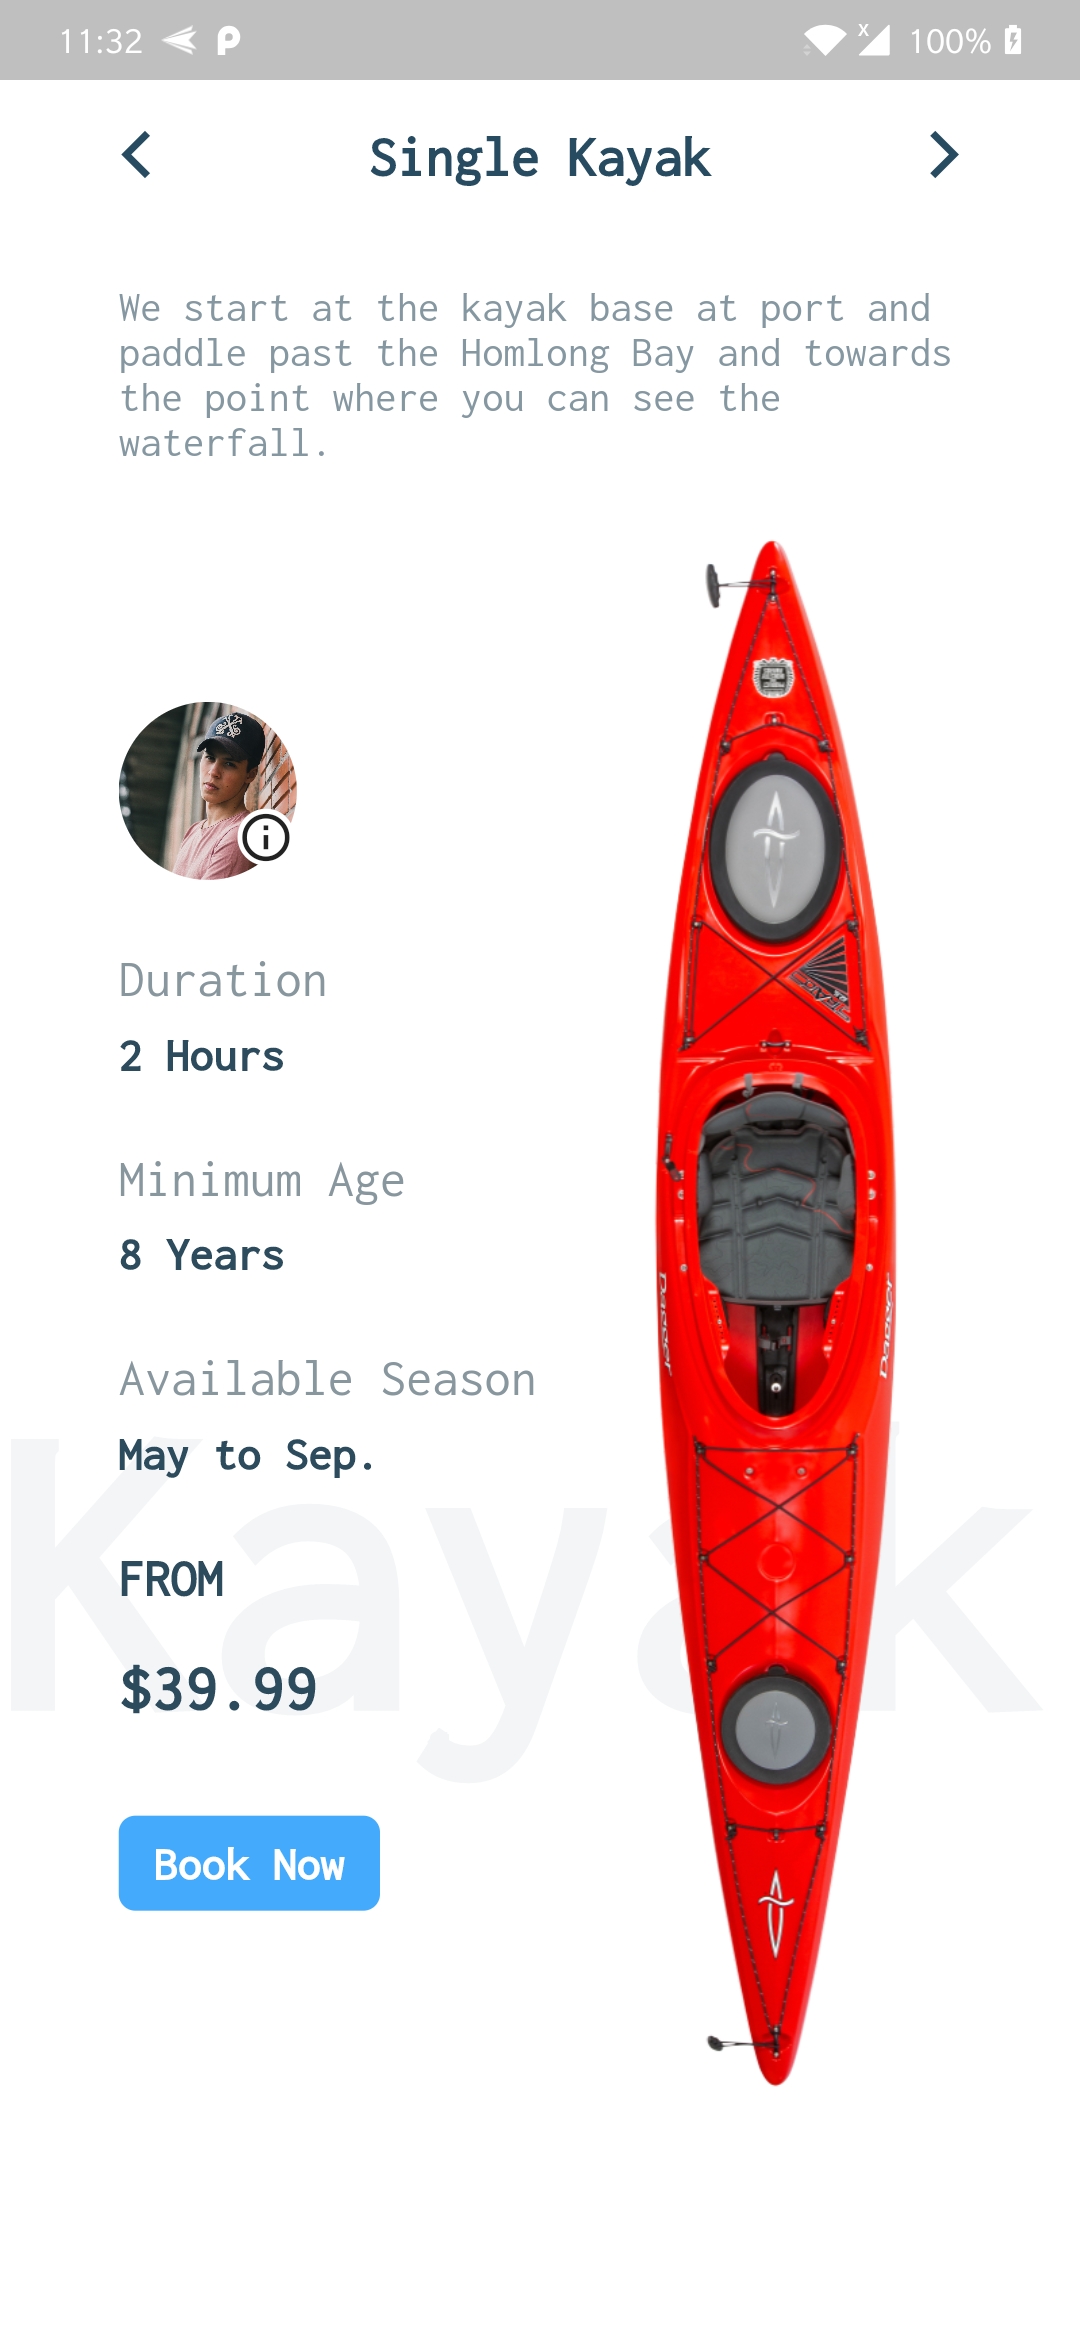 11:32
x
100%
Single Kayak
We start at the kayak base at port and
paddle past the Homlong Bay and towards
the point where you can see the
waterfall.
Duration
2 Hours
Minimum Age
8 Years
Dagger
Dagger
Available Season
May to Sep.
Kayak
FROM
$39.99
Book Now